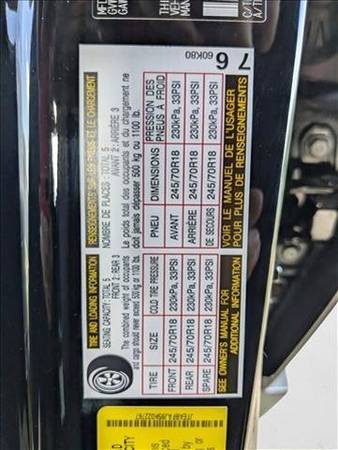 TIRE AND LOADING INFORMATION
SEATING CAPACITY : TOTAL 5 FRONT 2 : REAR 3
The combined weight of occupants
and cargo should never exceed 500 kg or 1100 lbs.
TIRE SIZE COLD TIRE PRESSURE
FRONT 245/70R18 230kPa, 33PSI
REAR 245/70R18 230kPa, 33PSI
SPARE 245/70R18 230kPa, 33PSI
SEE OWNER'S MANUAL FOR
ADDITIONAL INFORMATION
RENSEIGNEMENTS SUR LES PNEUS ET LE CHARGEMENT
NOMBRE DE PLACES : TOTAL 5
AVANT 2 : ARRIÈRE 3
Le poids total des occupants et du chargement ne
doit jamais dépasser 500 kg ou 1100 lb.
PNEU DIMENSIONS PRESSION DES
PNEUS À FROID
AVANT 245/70R18 230kPa, 33PSI
ARRIÈRE 245/70R18 230kPa, 33PSI
DE SECOURS 245/70R18 230kPa, 33PSI
VOIR LE MANUEL DE L'USAGER
POUR PLUS DE RENSEIGNEMENTS
7 6
60K80